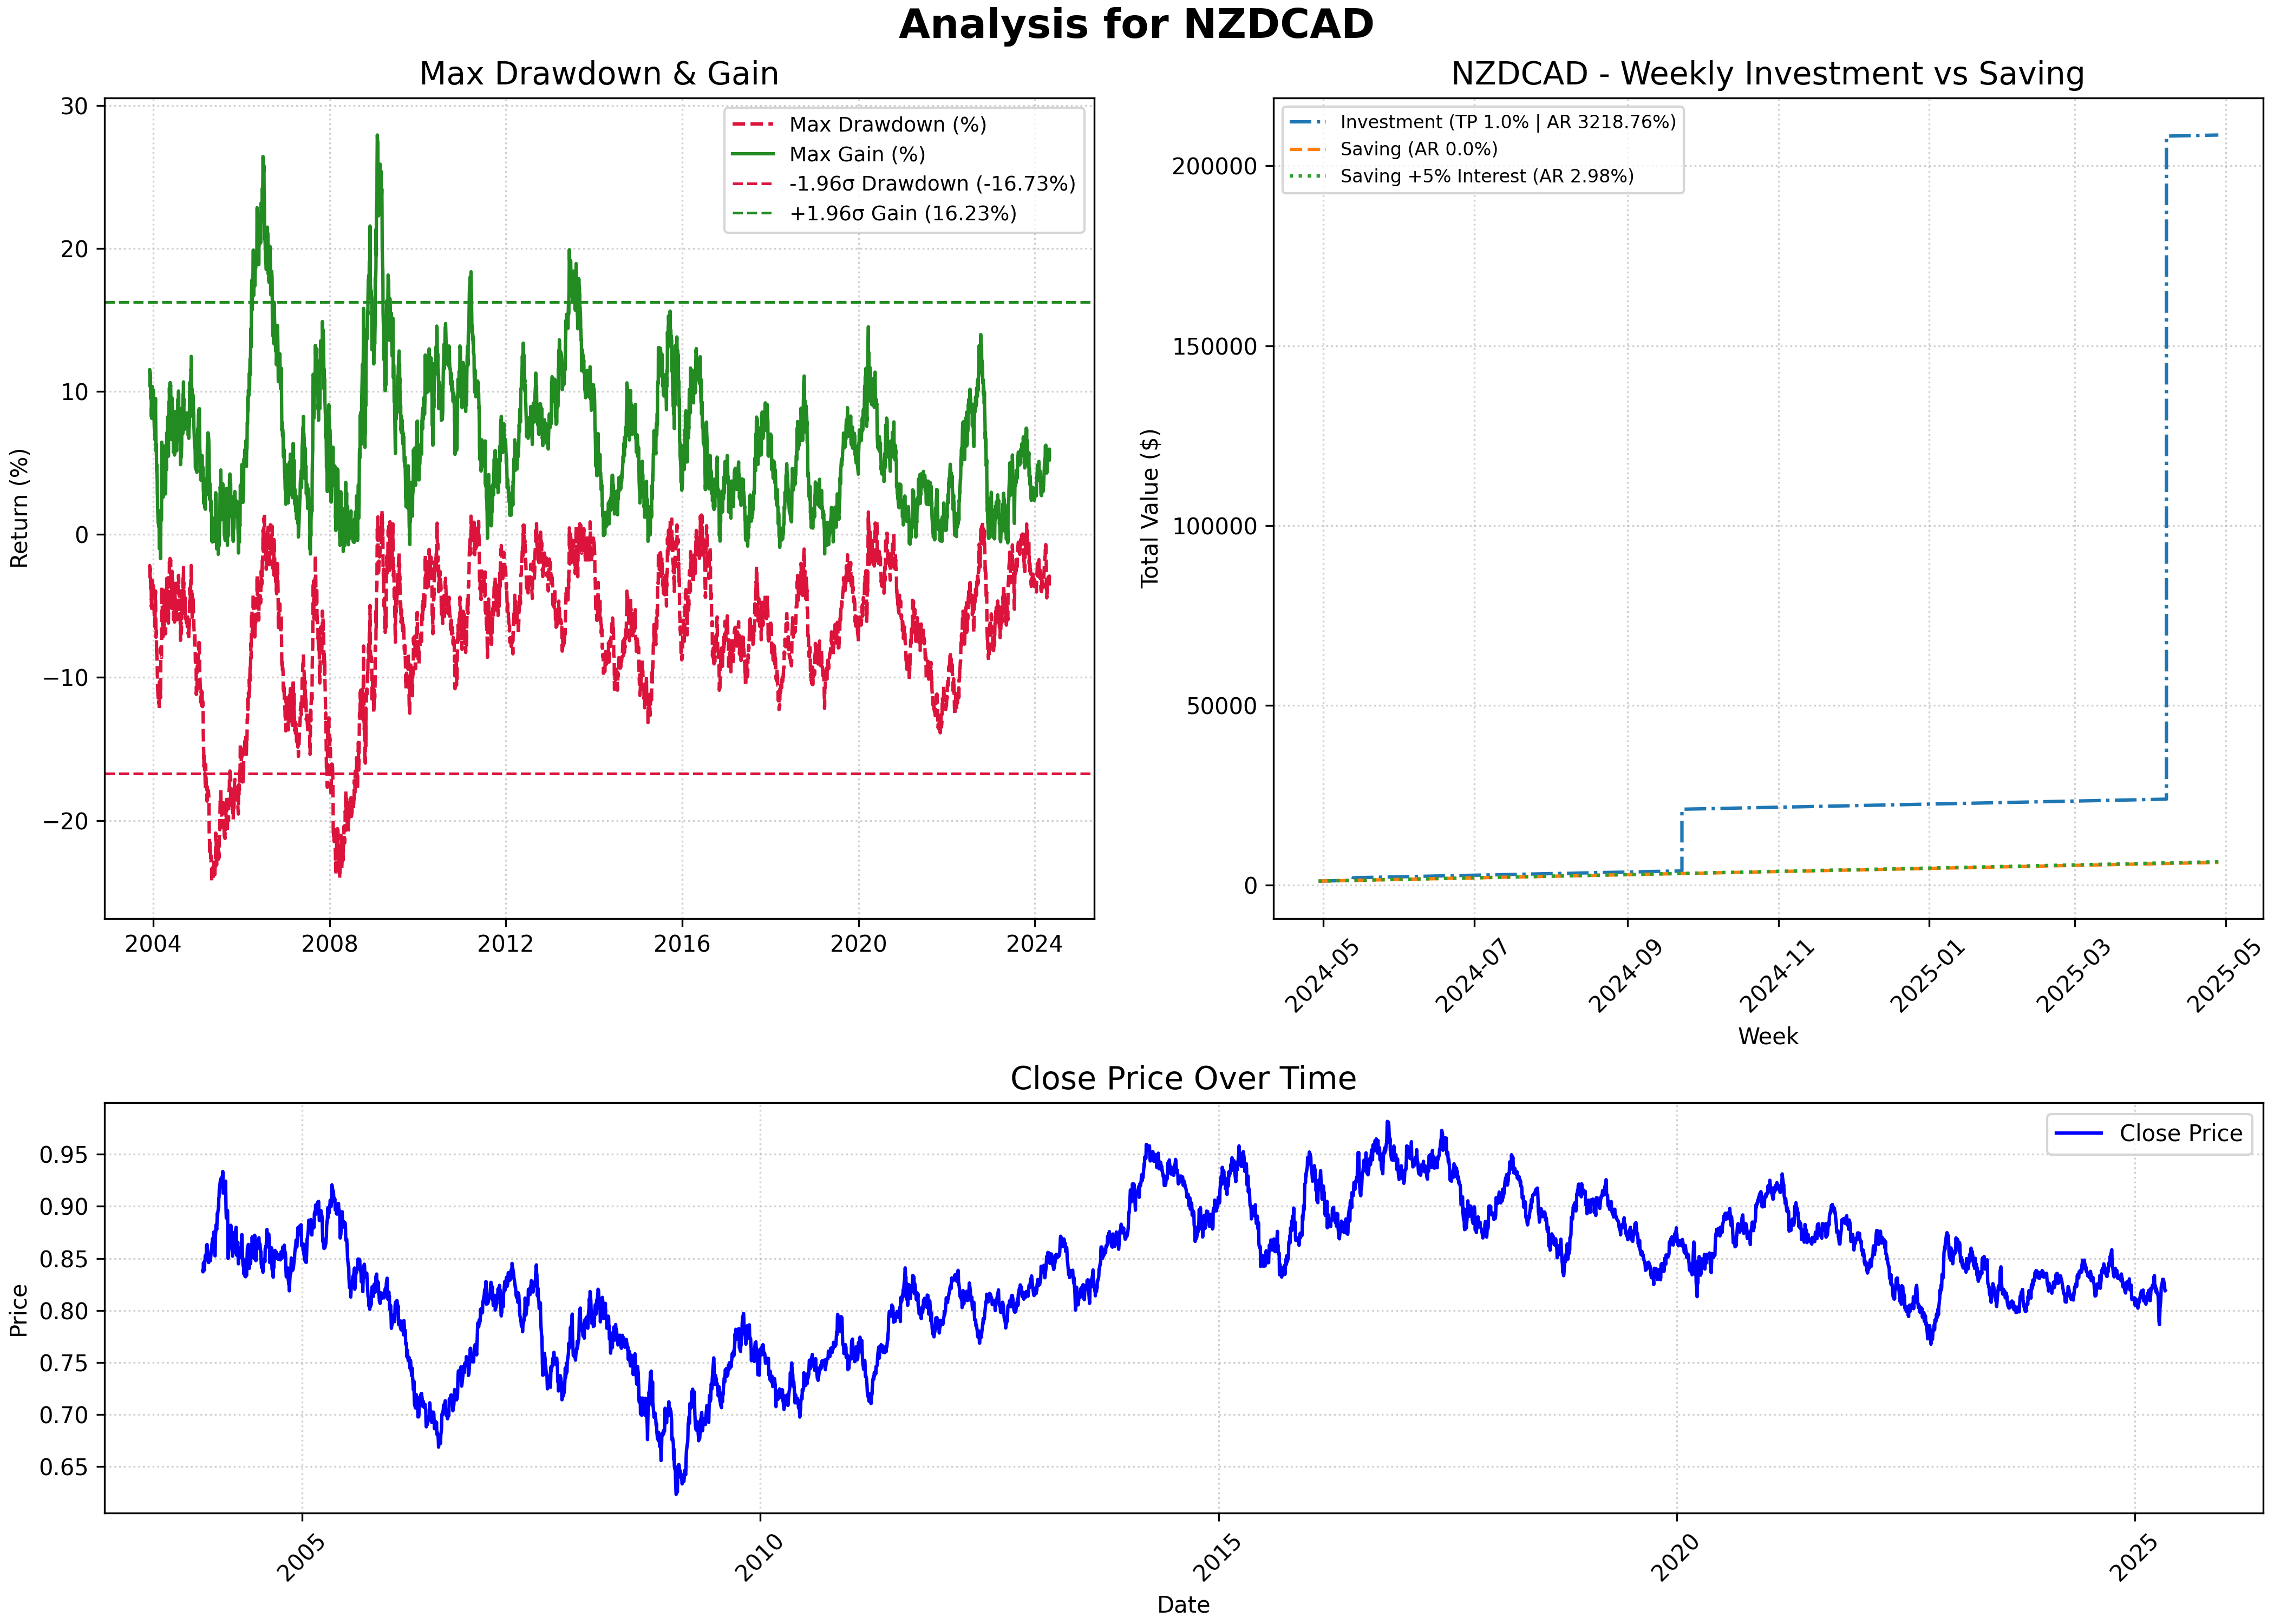 Analysis for NZDCAD
Max Drawdown & Gain
Return (%)
30
20
10
0
−10
−20
2004
2008
2012
2016
2020
2024
Max Drawdown (%)
Max Gain (%)
-1.96σ Drawdown (-16.73%)
+1.96σ Gain (16.23%)
NZDCAD - Weekly Investment vs Saving
Total Value ($)
200000
150000
100000
50000
0
Investment (TP 1.0% | AR 3218.76%)
Saving (AR 0.0%)
Saving +5% Interest (AR 2.98%)
2024-05
2024-07
2024-09
2024-11
2025-01
2025-03
2025-05
Week
Close Price Over Time
Price
0.95
0.90
0.85
0.80
0.75
0.70
0.65
Close Price
2005
2010
2015
2020
2025
Date